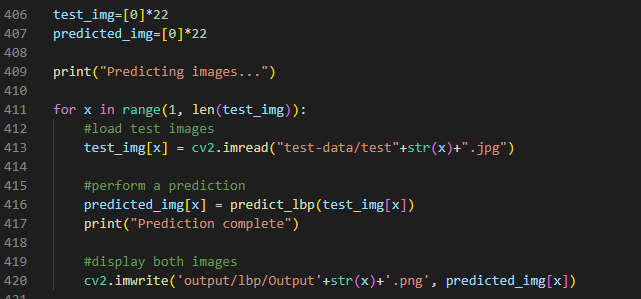 406 test_img=[0]*22
407 predicted_img=[0]*22
408
409 print("Predicting images...")
410
411 for x in range(1, len(test_img)):
412     #load test images
413     test_img[x] = cv2.imread("test-data/test"+str(x)+".jpg")
414
415     #perform a prediction
416     predicted_img[x] = predict_lbp(test_img[x])
417     print("Prediction complete")
418
419     #display both images
420     cv2.imwrite('output/lbp/Output'+str(x)+'.png', predicted_img[x])